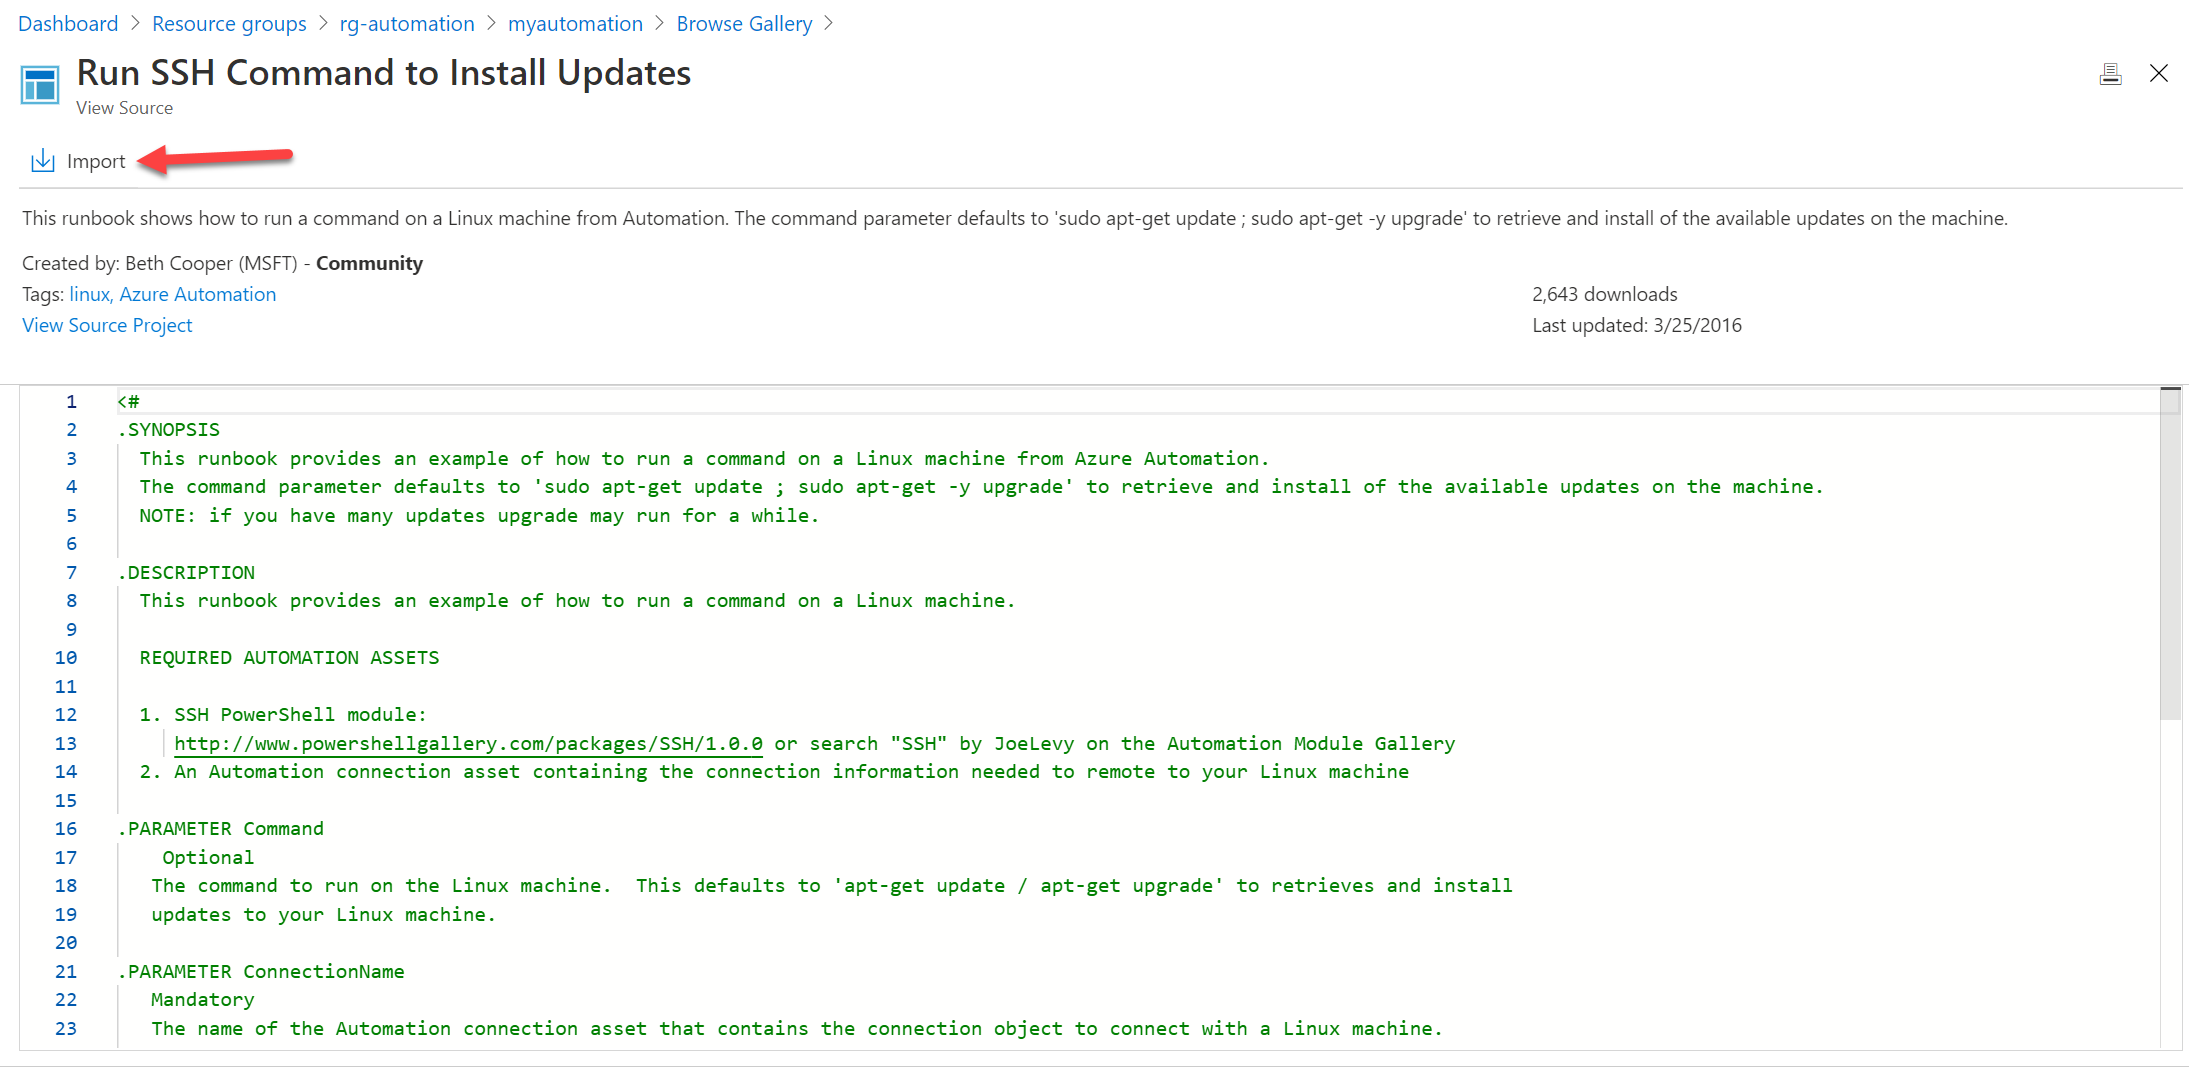 Dashboard > Resource groups > rg-automation > myautomation > Browse Gallery >
Run SSH Command to Install Updates
View Source
Import
This runbook shows how to run a command on a Linux machine from Automation. The command parameter defaults to 'sudo apt-get update ; sudo apt-get -y upgrade' to retrieve and install of the available updates on the machine.
Created by: Beth Cooper (MSFT) - Community
Tags: linux, Azure Automation
2,643 downloads
View Source Project
Last updated: 3/25/2016
1 <#
2 .SYNOPSIS
3 This runbook provides an example of how to run a command on a Linux machine from Azure Automation.
4 The command parameter defaults to 'sudo apt-get update ; sudo apt-get -y upgrade' to retrieve and install of the available updates on the machine.
5 NOTE: if you have many updates upgrade may run for a while.
6
7 .DESCRIPTION
8 This runbook provides an example of how to run a command on a Linux machine.
9
10 REQUIRED AUTOMATION ASSETS
11
12 1. SSH PowerShell module:
13 http://www.powershellgallery.com/packages/SSH/1.0.0 or search "SSH" by JoeLevy on the Automation Module Gallery
14 2. An Automation connection asset containing the connection information needed to remote to your Linux machine
15
16 .PARAMETER Command
17 Optional
18 The command to run on the Linux machine.  This defaults to 'apt-get update / apt-get upgrade' to retrieves and install
19 updates to your Linux machine.
20
21 .PARAMETER ConnectionName
22 Mandatory
23 The name of the Automation connection asset that contains the connection object to connect with a Linux machine.